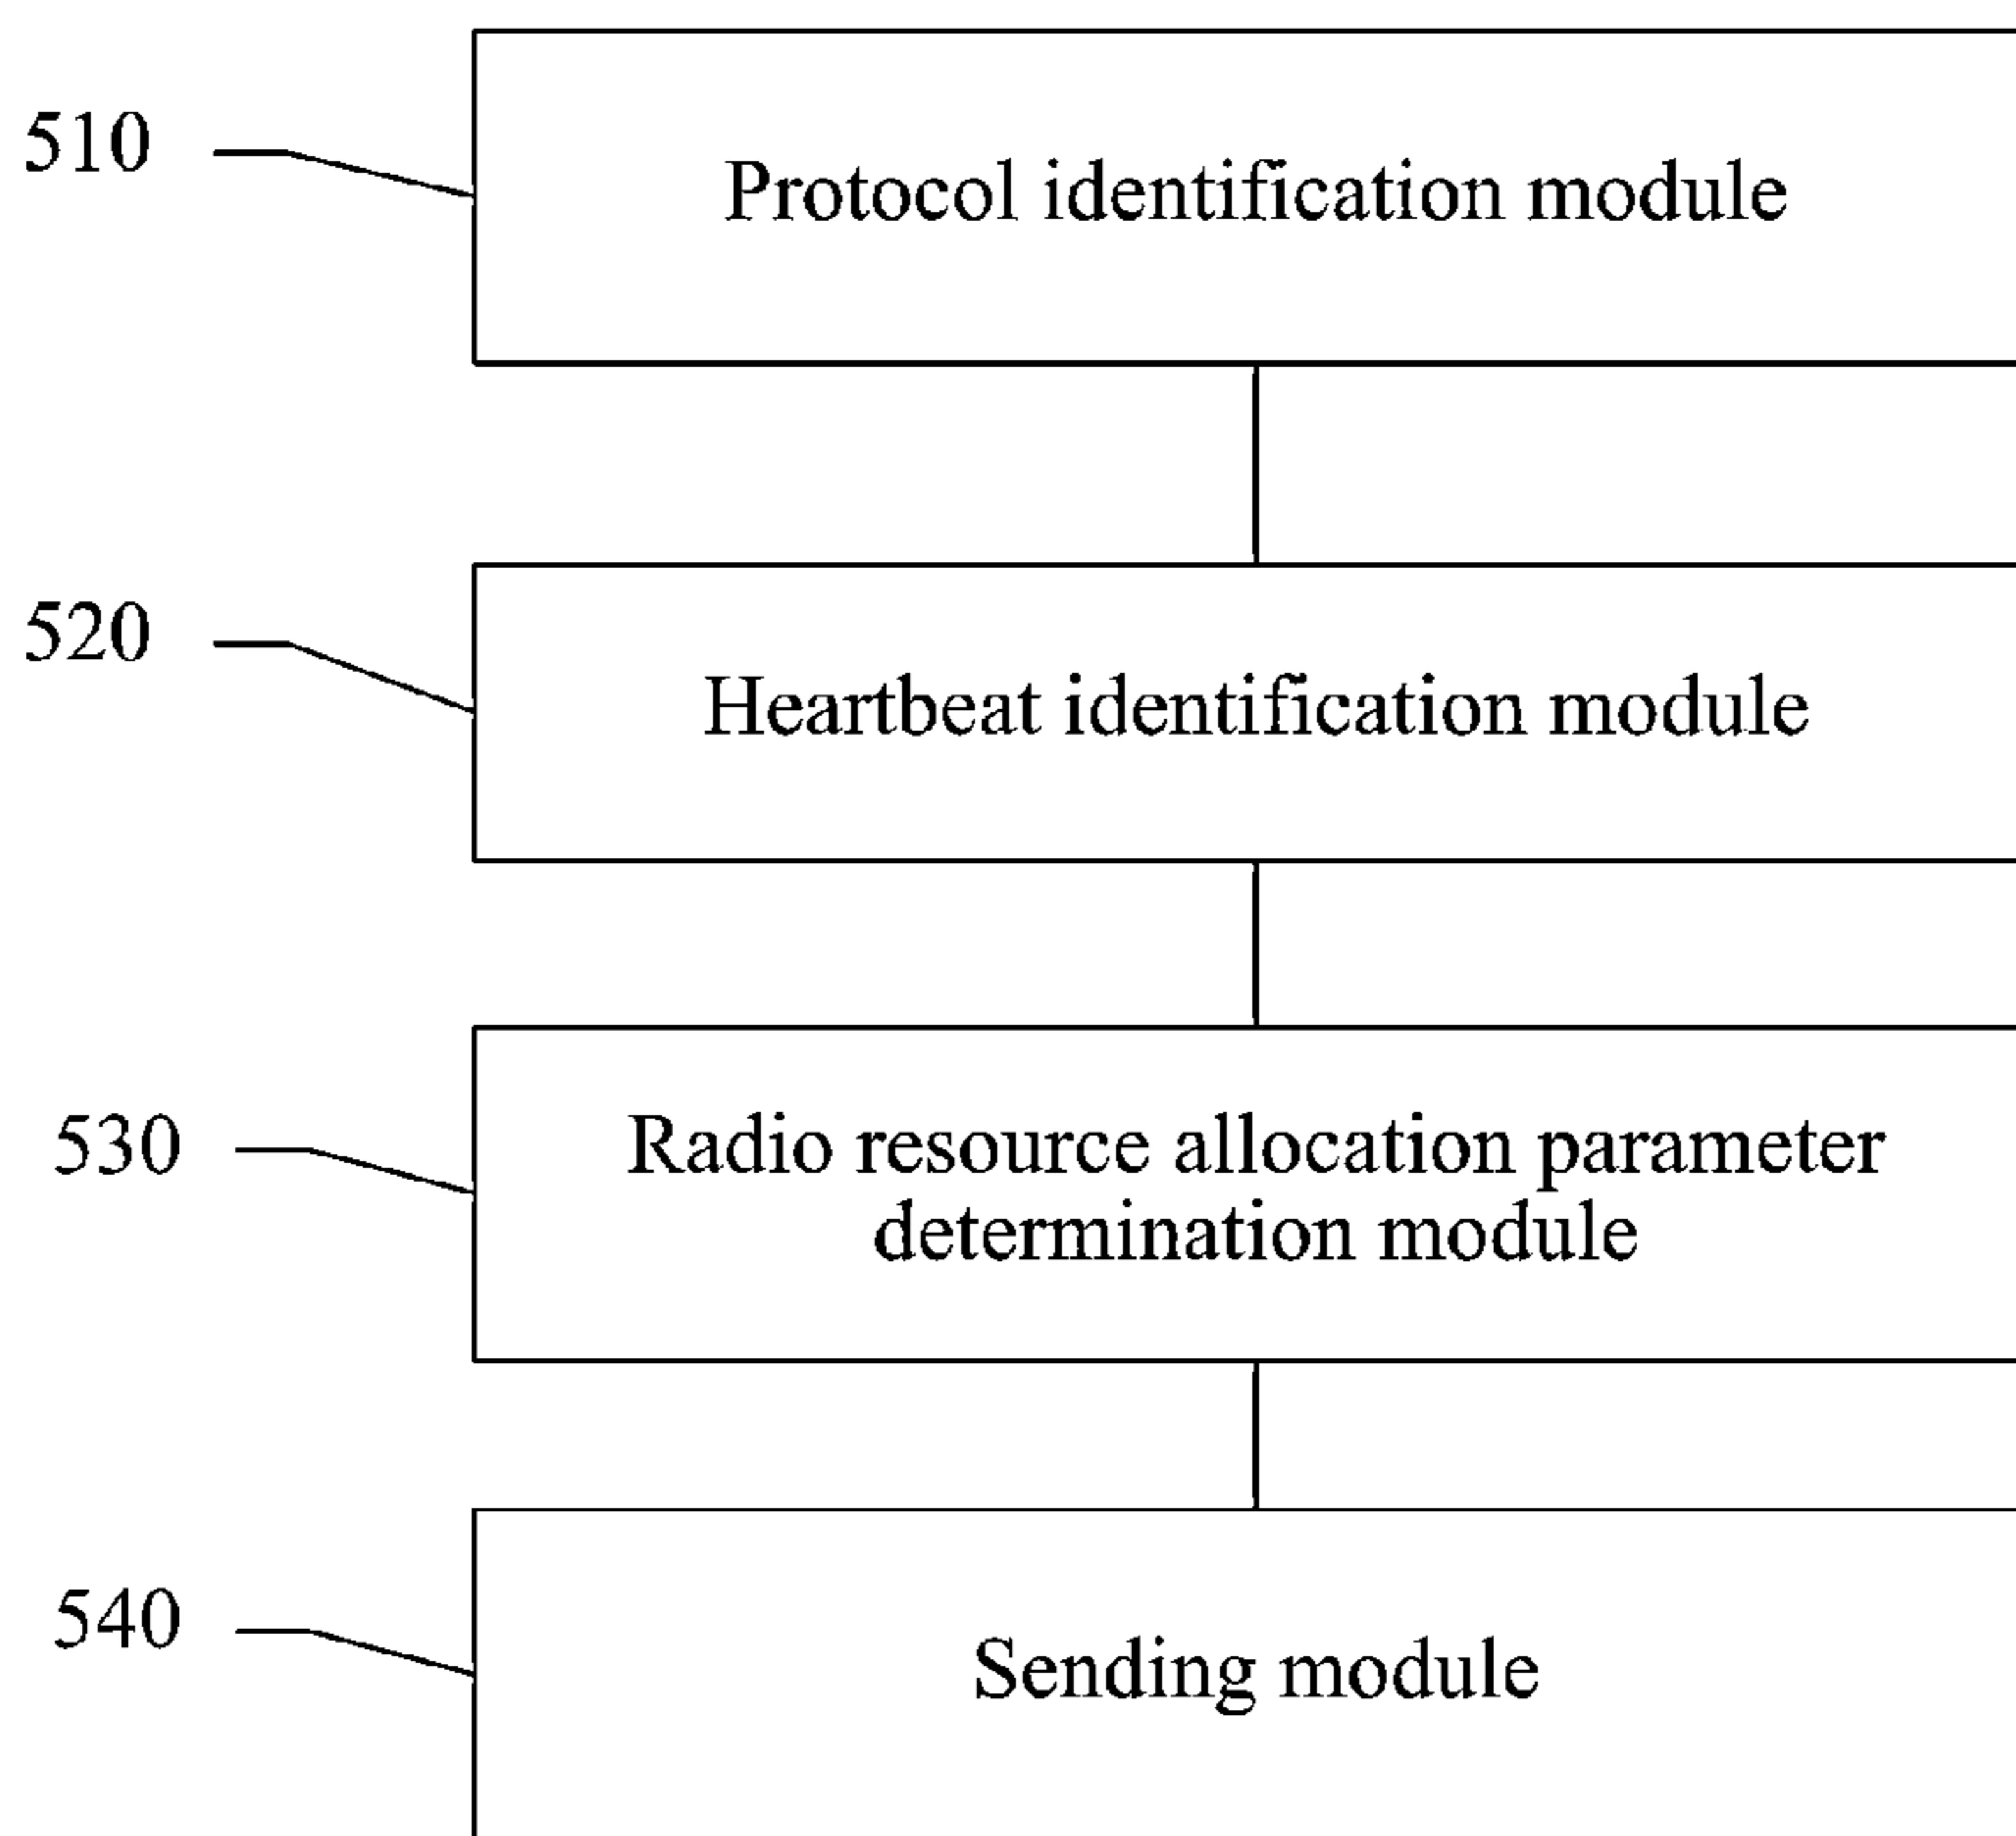 510
Protocol identification module
520
Heartbeat identification module
530
Radio resource allocation parameter
determination module
540
Sending module